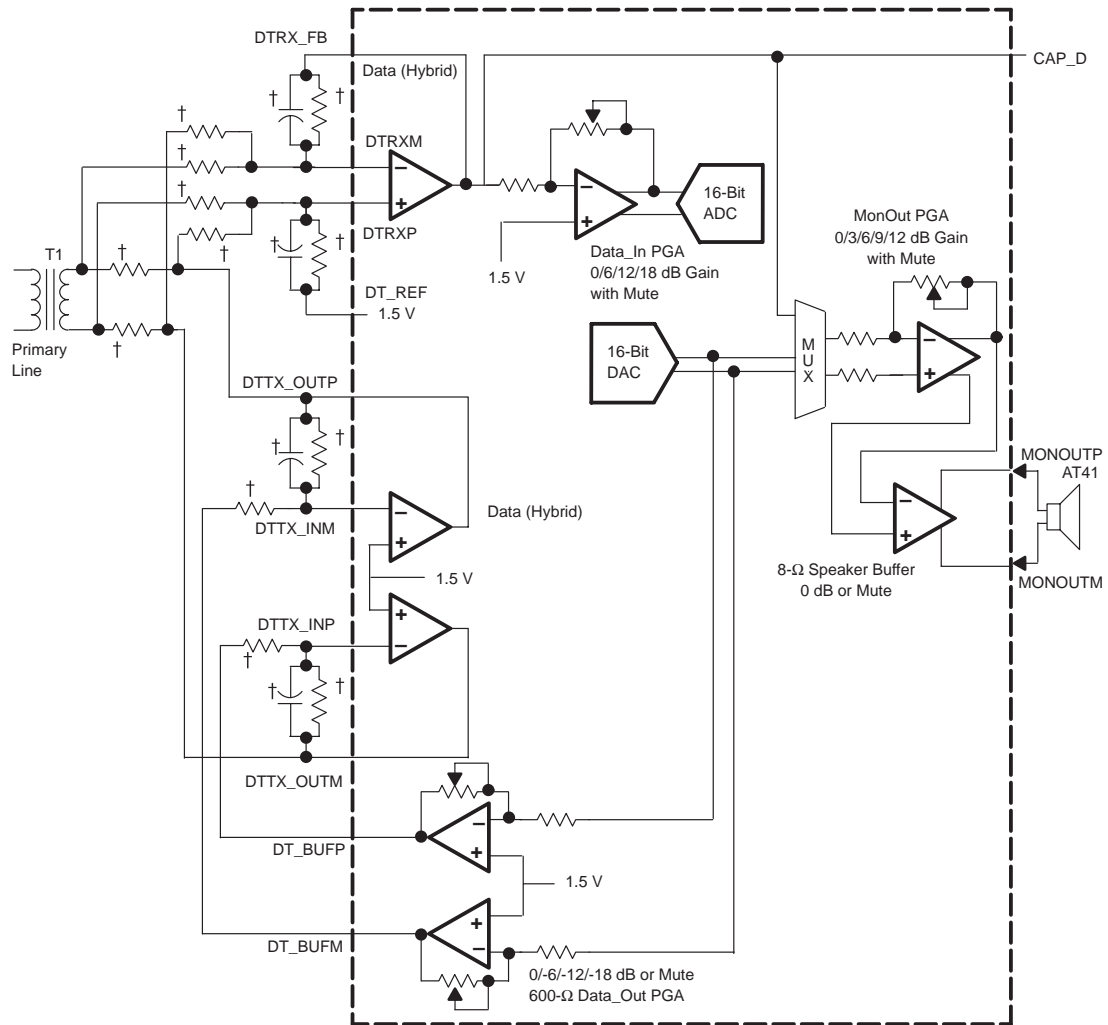 DTRX_FB
Data (Hybrid)
CAP_D
†
†
†
†
DTRXM
−
+
16-Bit
ADC
−
+
†
†
DTRXP
†
†
T1
†
1.5 V
Data_In PGA
0/6/12/18 dB Gain
with Mute
MonOut PGA
0/3/6/9/12 dB Gain
with Mute
DT_REF
1.5 V
†
Primary
Line
16-Bit
DAC
MUX
−
+
DTTX_OUTP
†
†
†
DTTX_INM
−
+
Data (Hybrid)
1.5 V
MONOUTP
AT41
−
+
8-Ω Speaker Buffer
0 dB or Mute
MONOUTM
DTTX_INP
+
−
†
†
†
DTTX_OUTM
−
+
DT_BUFP
1.5 V
+
−
DT_BUFM
0/-6/-12/-18 dB or Mute
600-Ω Data_Out PGA